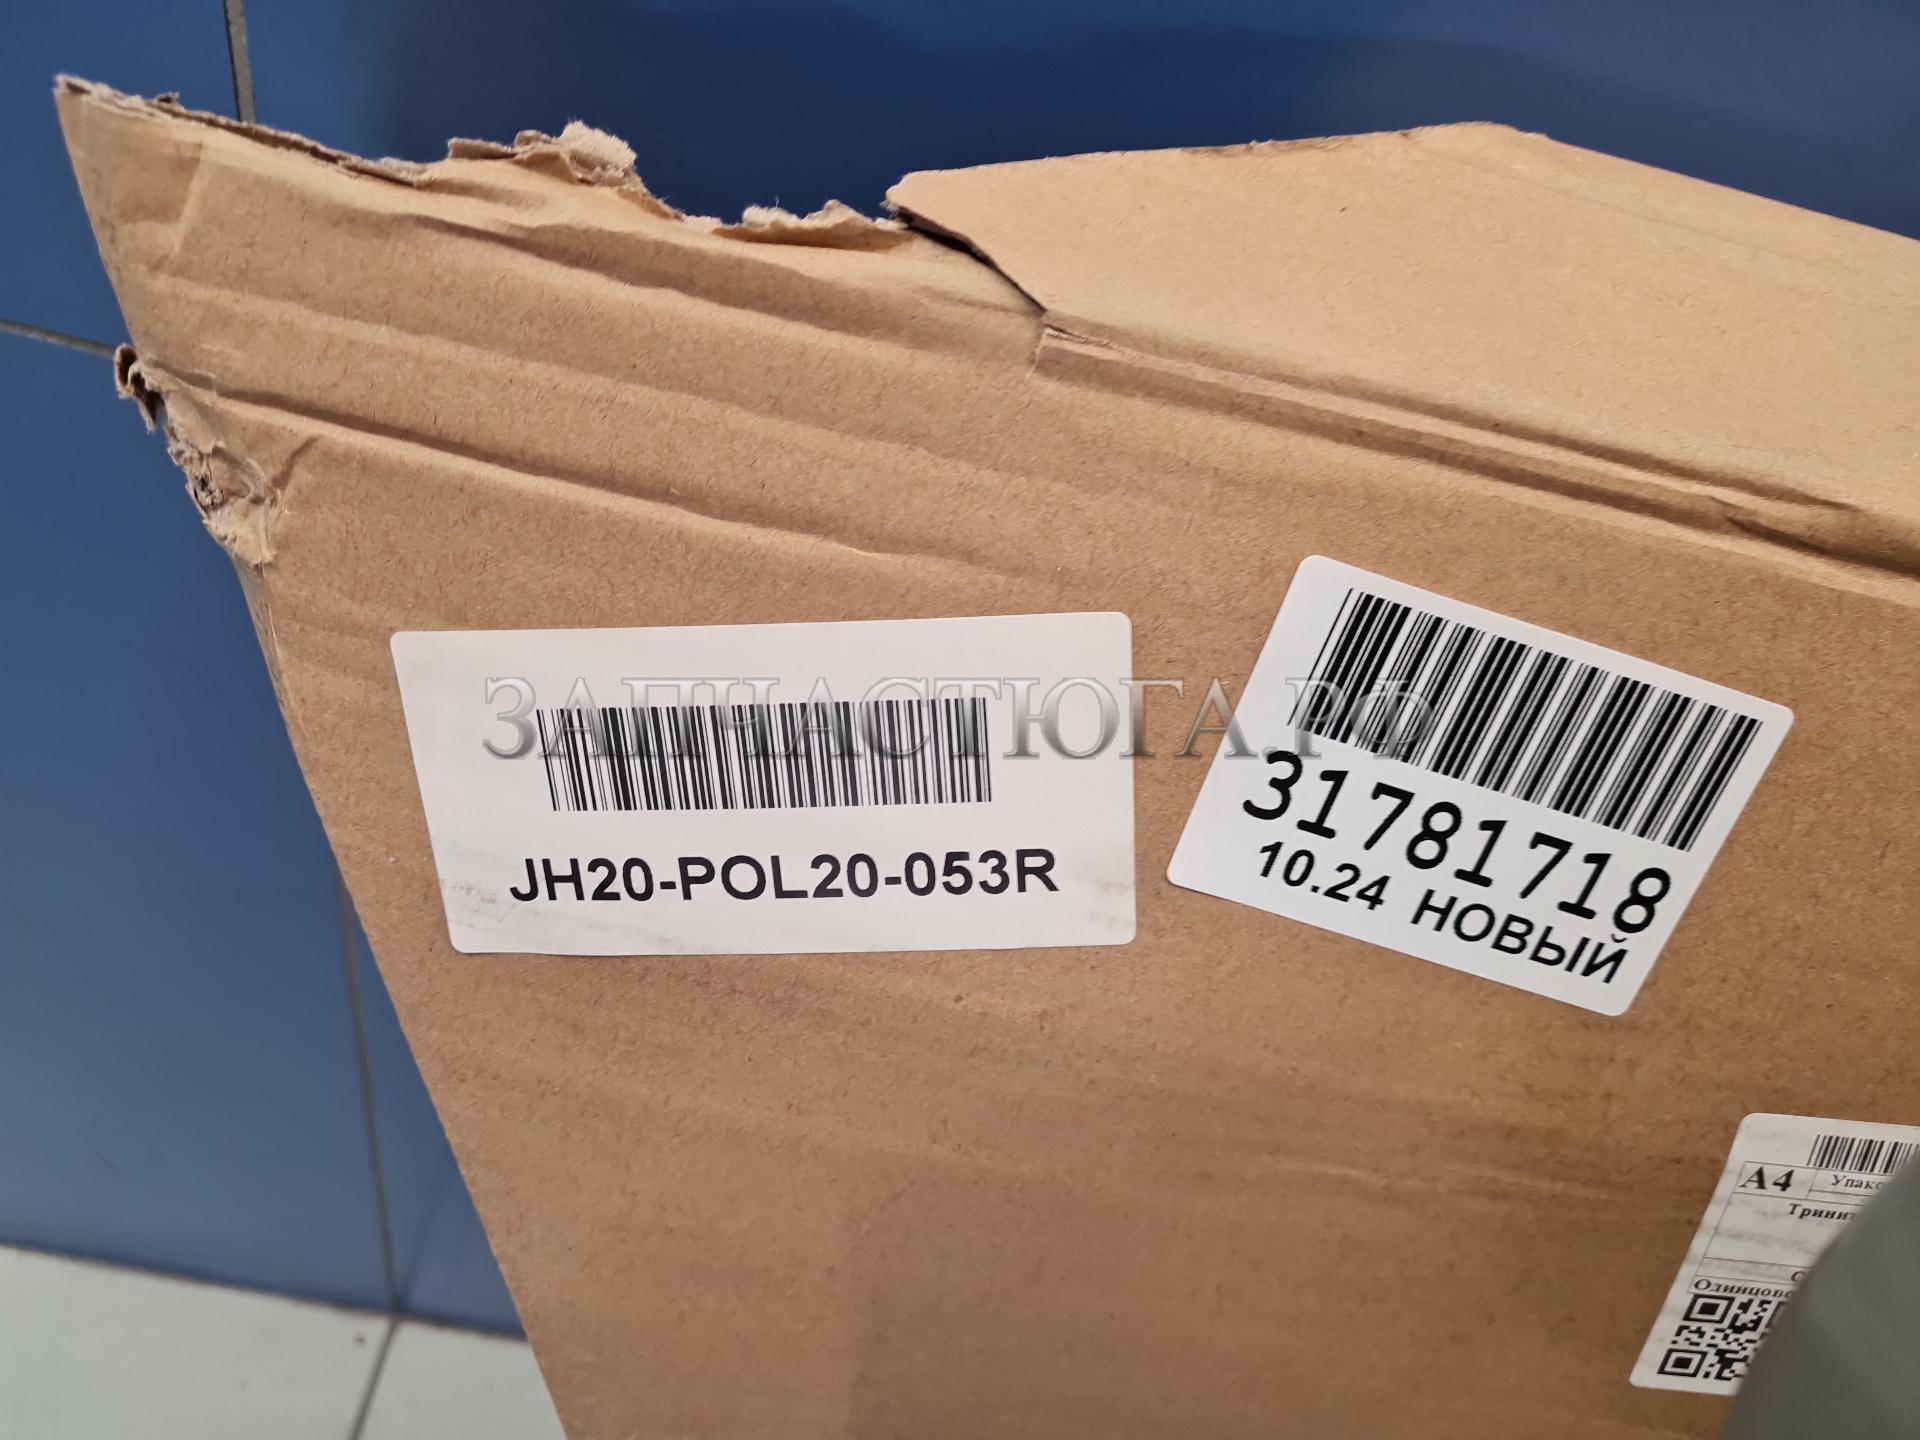 ЗАПЧАСТЮГА.РФ
JH20-POL20-053R
31781718
10.24 НОВЫЙ
A4